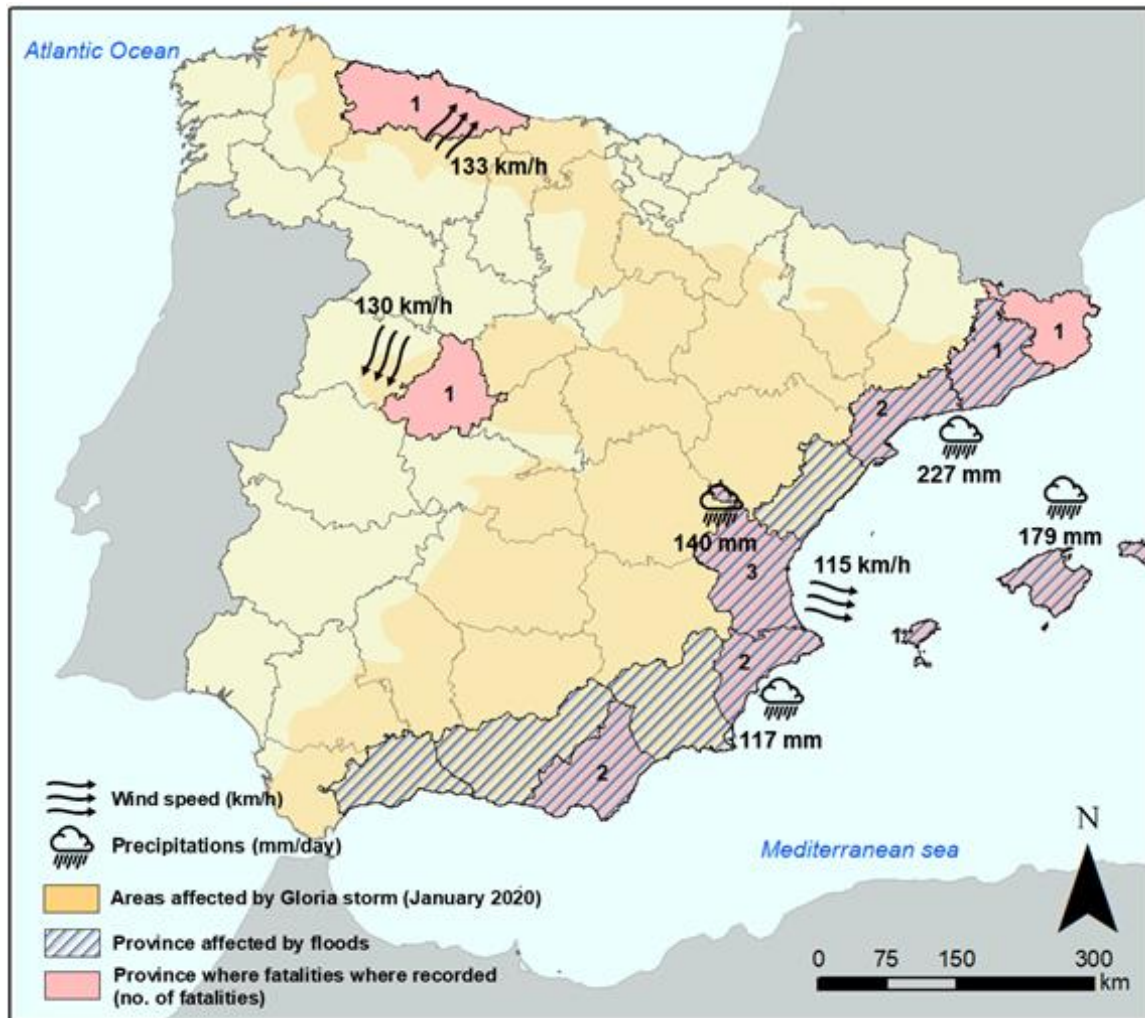 Atlantic Ocean
1
133 km/h
130 km/h
1
1
1
2
227 mm
179 mm
140 mm
115 km/h
3
1
2
117 mm
2
Wind speed (km/h)
Precipitations (mm/day)
Mediterranean sea
N
Areas affected by Gloria storm (January 2020)
Province affected by floods
Province where fatalities where recorded
(no. of fatalities)
0 75 150 300
km